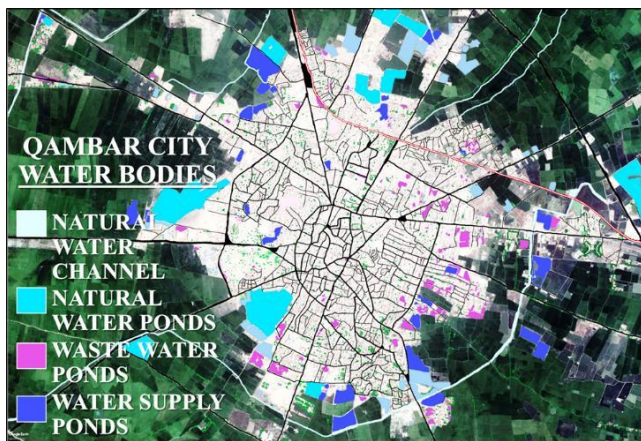 QAMBAR CITY
WATER BODIES
NATURAL
WATER
CHANNEL
NATURAL
WATER PONDS
WASTE WATER
PONDS
WATER SUPPLY
PONDS